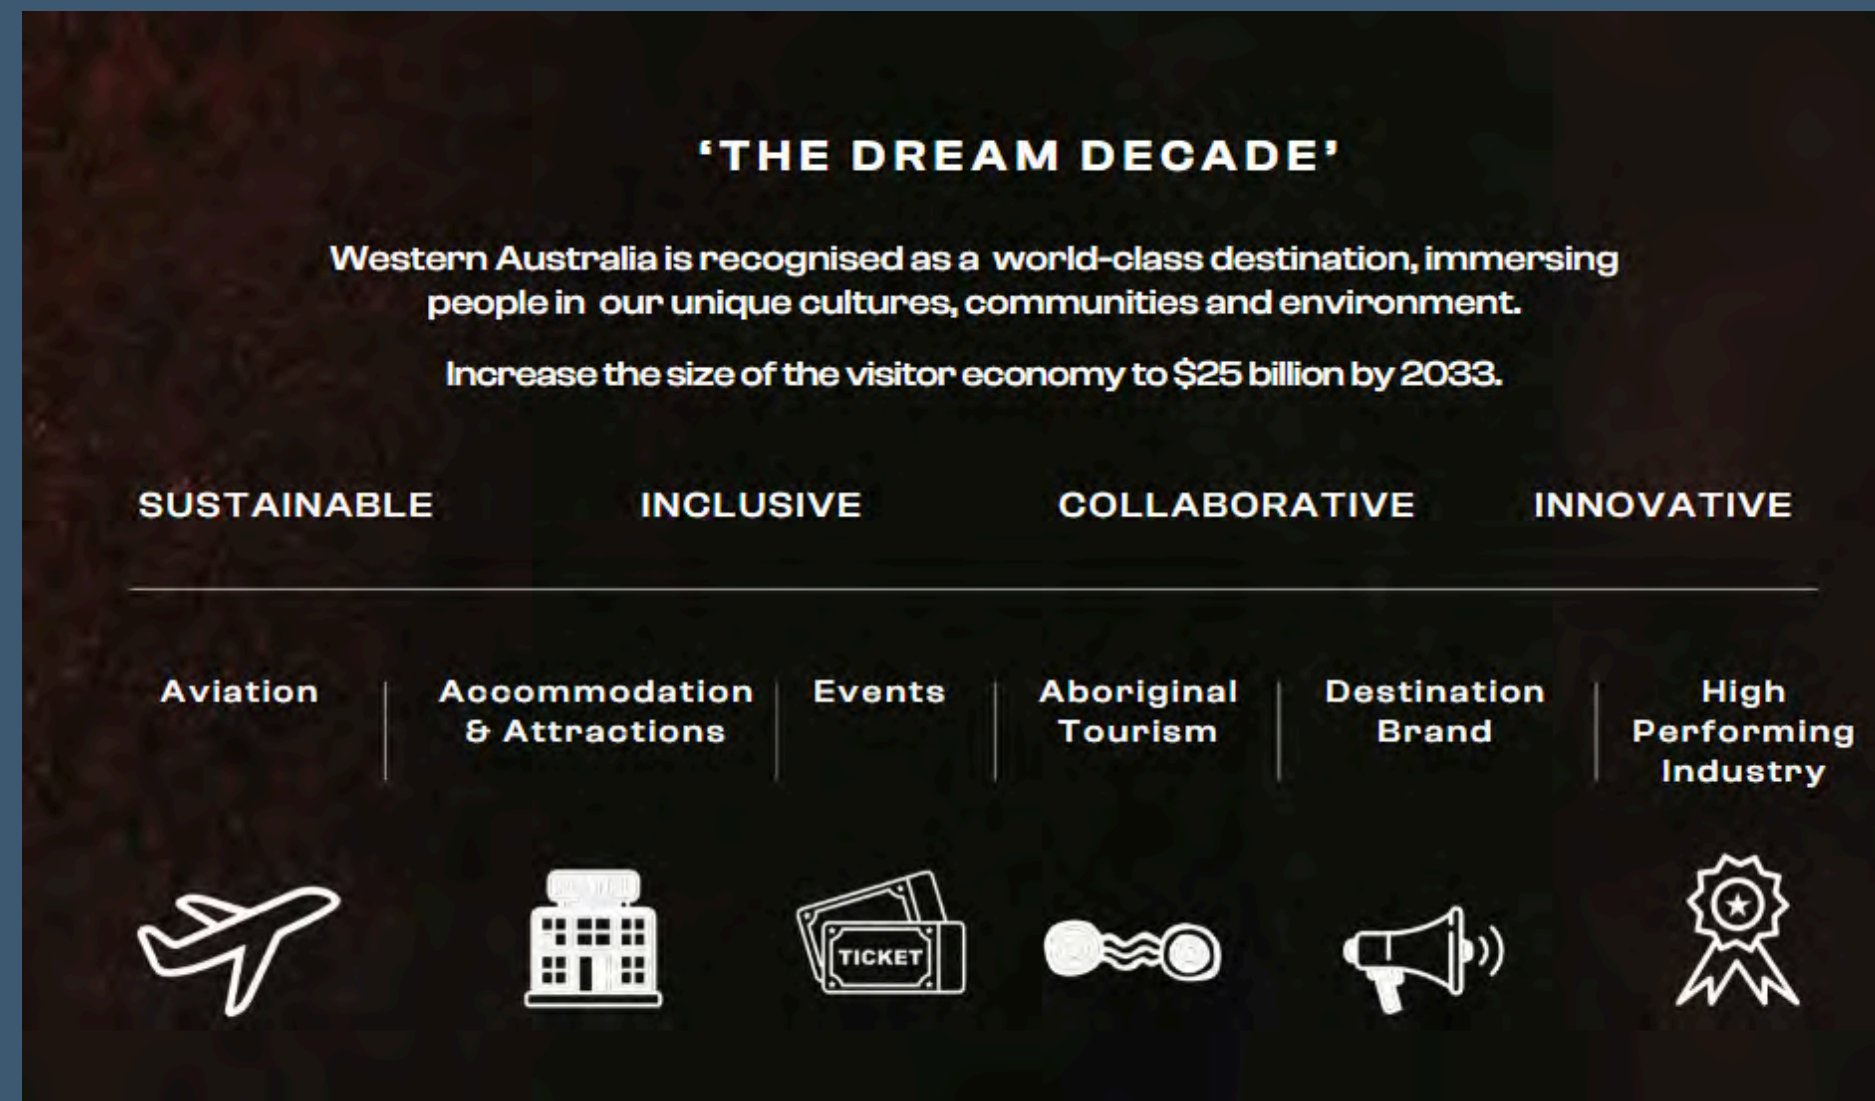 ‘THE DREAM DECADE’
Western Australia is recognised as a world-class destination, immersing
people in our unique cultures, communities and environment.
Increase the size of the visitor economy to $25 billion by 2033.
SUSTAINABLE INCLUSIVE COLLABORATIVE INNOVATIVE
Aviation
Accommodation
& Attractions
Events
Aboriginal
Tourism
Destination
Brand
High
Performing
Industry
TICKET